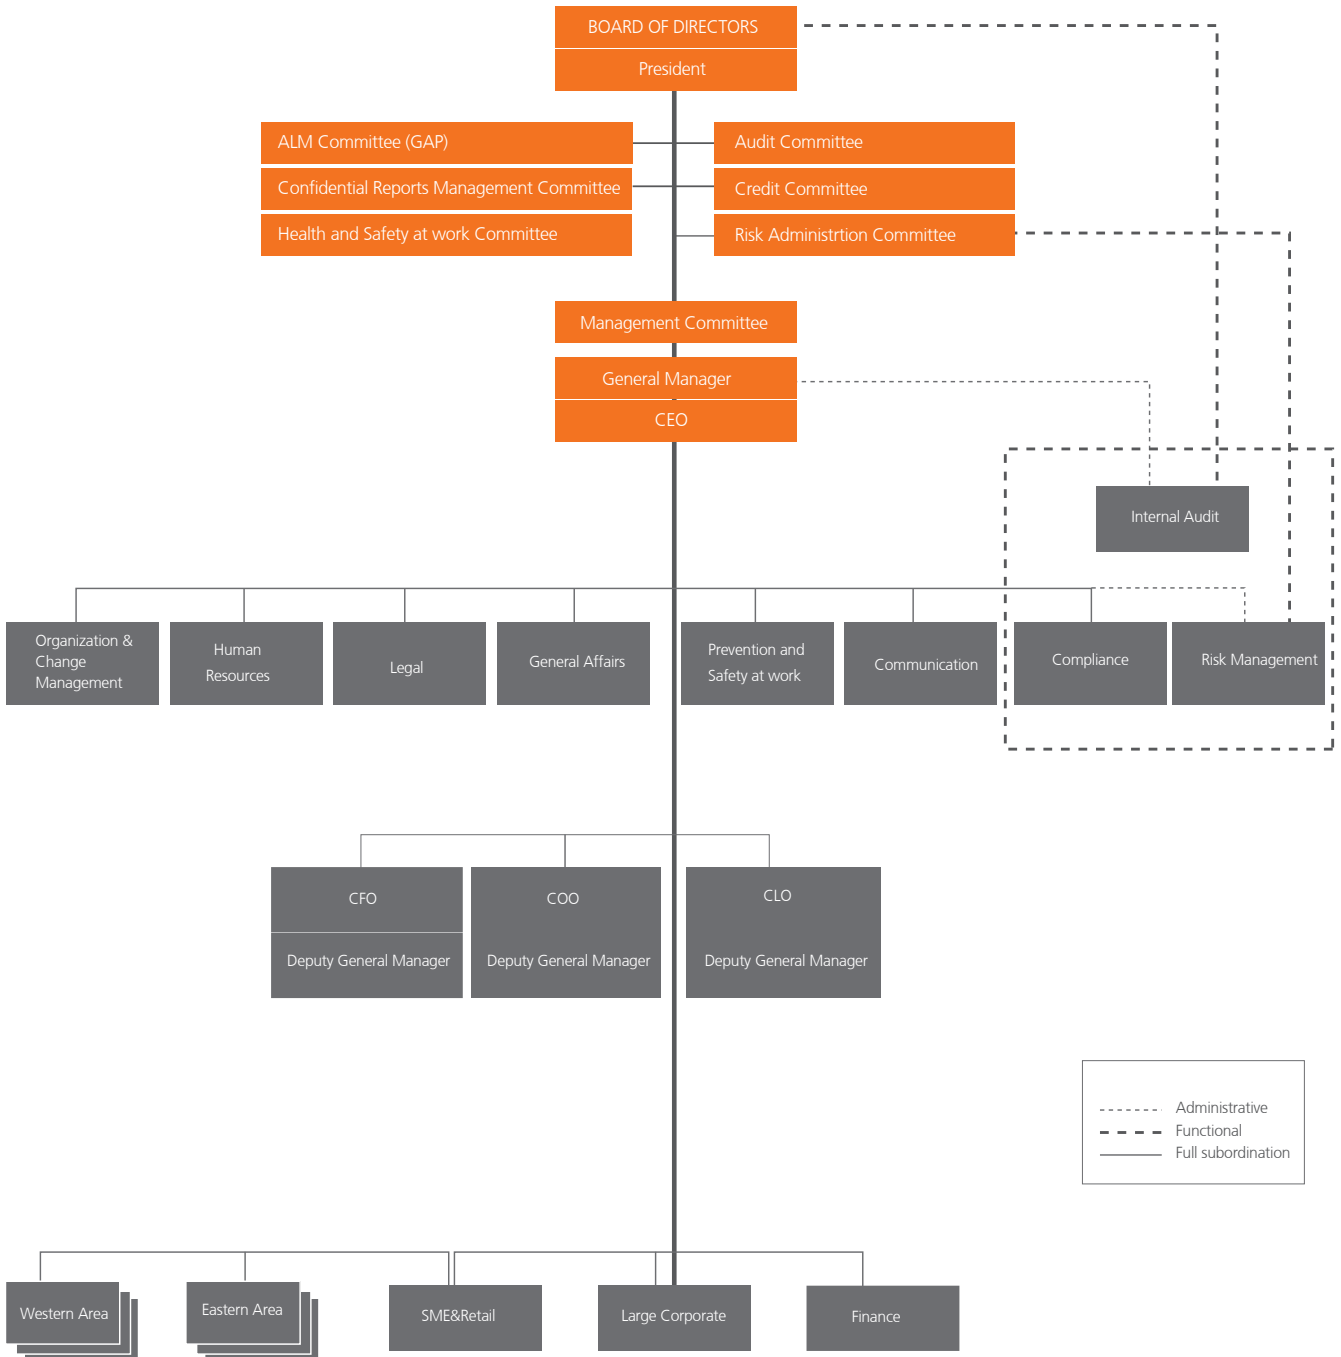 BOARD OF DIRECTORS
President
ALM Committee (GAP)
Audit Committee
Confidential Reports Management Committee
Credit Committee
Health and Safety at work Committee
Risk Administrtion Committee
Management Committee
General Manager
CEO
Internal Audit
Organization &
Change
Management
Human
Resources
Legal
General Affairs
Prevention and
Safety at work
Communication
Compliance
Risk Management
CFO
Deputy General Manager
COO
Deputy General Manager
CLO
Deputy General Manager
Administrative
Functional
Full subordination
Western Area
Eastern Area
SME&Retail
Large Corporate
Finance